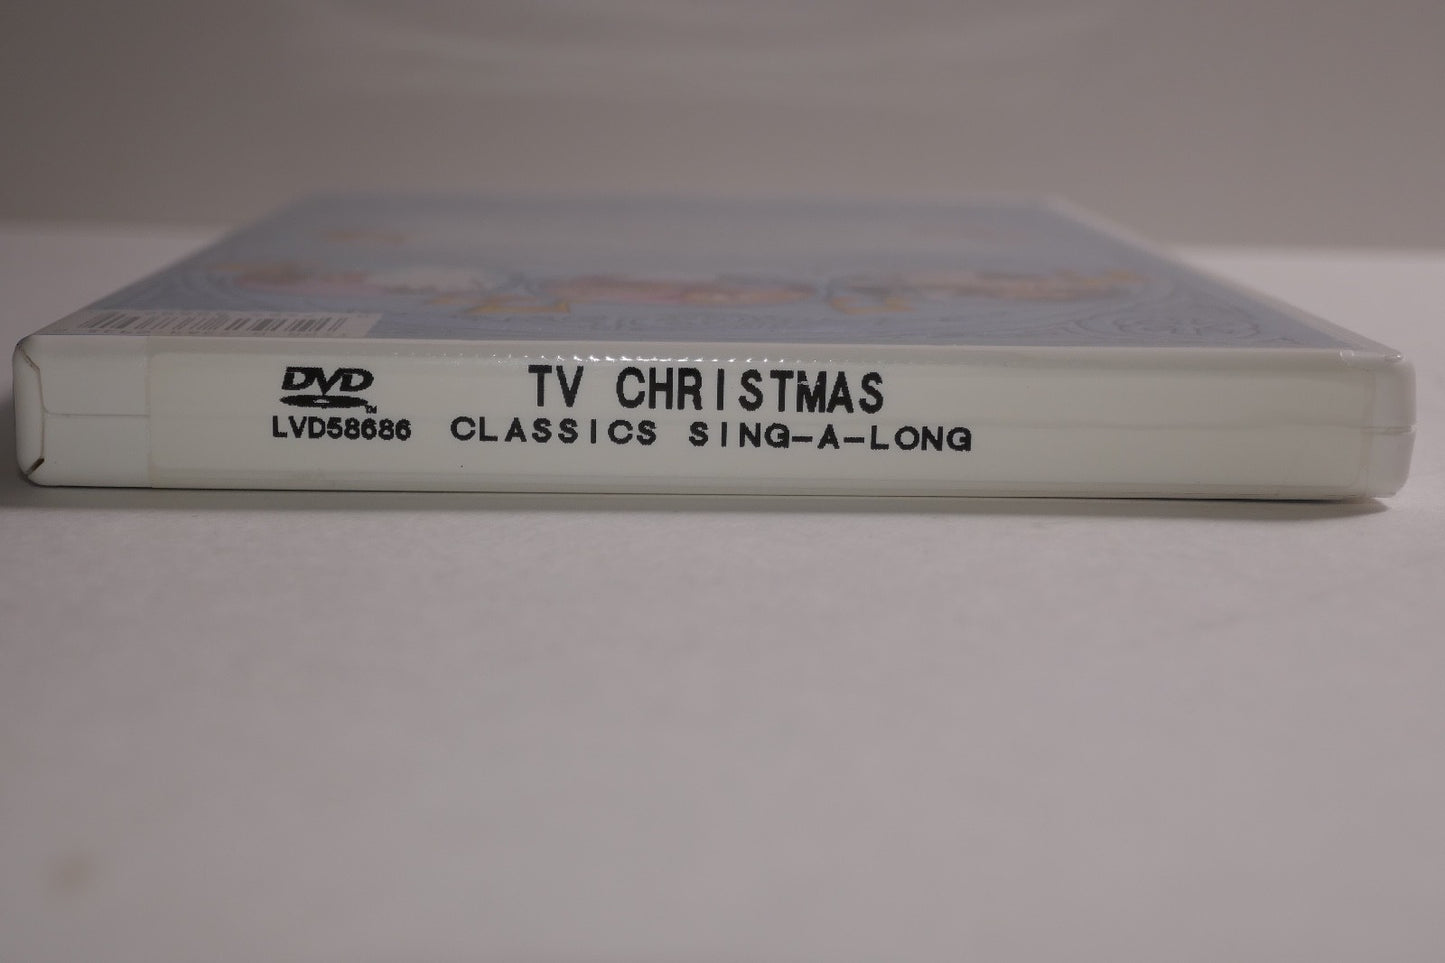 DVD TV CHRISTMAS
LVD58686 CLASSICS SING-A-LONG